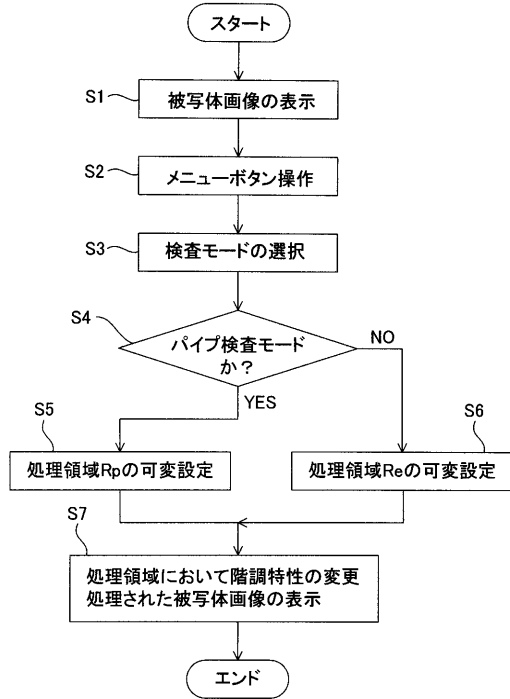 スタート
S1
被写体画像の表示
S2
メニューボタン操作
S3
検査モードの選択
S4
パイプ検査モード
か？
NO
YES
S5
処理領域Rpの可変設定
S6
処理領域Reの可変設定
S7
処理領域において階調特性の変更
処理された被写体画像の表示
エンド